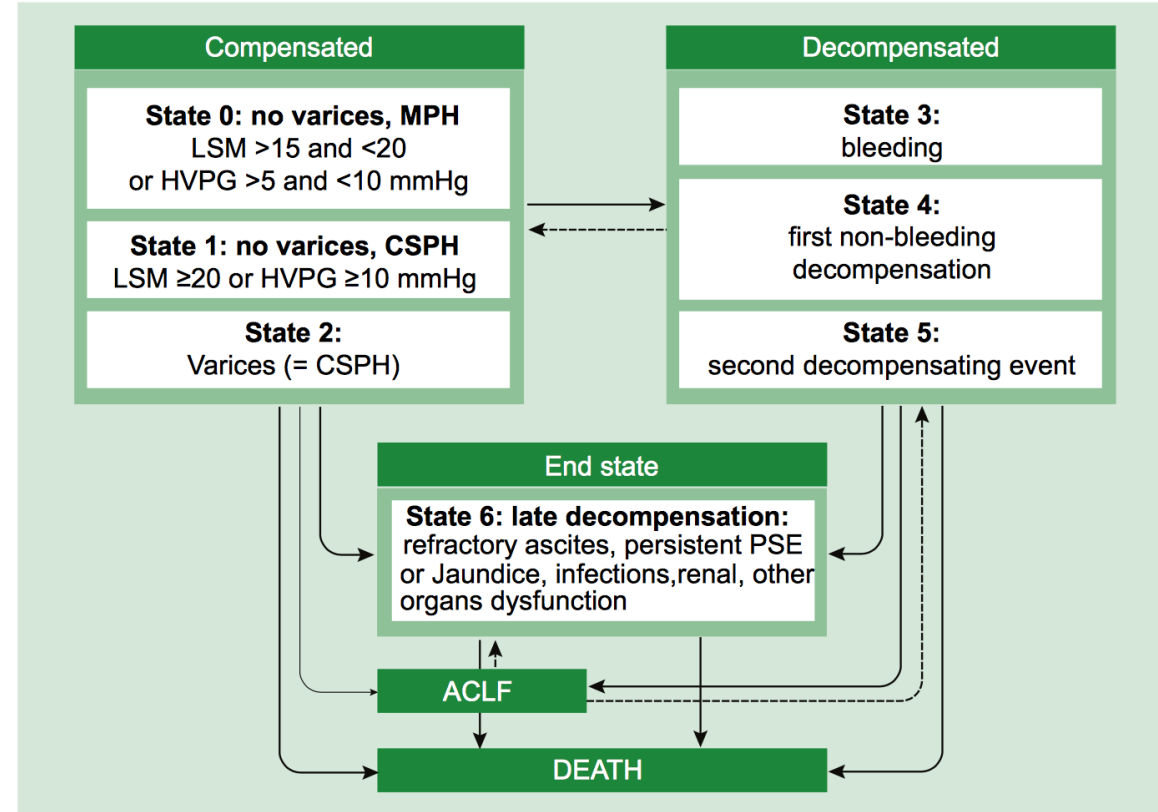 Compensated
State 0: no varices, MPH
LSM >15 and <20
or HVPG >5 and <10 mmHg
State 1: no varices, CSPH
LSM ≥20 or HVPG ≥10 mmHg
State 2:
Varices (= CSPH)
Decompensated
State 3:
bleeding
State 4:
first non-bleeding
decompensation
State 5:
second decompensating event
End state
State 6: late decompensation:
refractory ascites, persistent PSE
or Jaundice, infections,renal, other
organs dysfunction
ACLF
DEATH